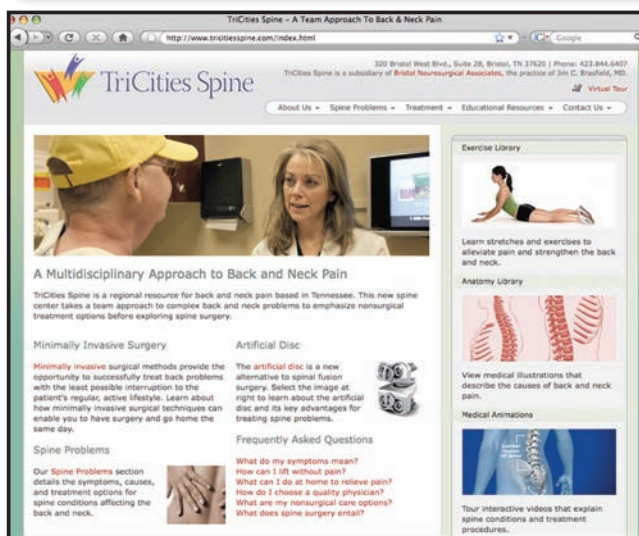 TriCities Spine – A Team Approach To Back & Neck Pain
http://www.tricitiesspine.com/index.html
Google
TriCities Spine
320 Bristol West Blvd., Suite 2B, Bristol, TN 37620 | Phone: 423.844.6407
TriCities Spine is a subsidiary of Bristol Neurosurgical Associates, the practice of Jim C. Brasfield, MD.
Virtual Tour
About Us
Spine Problems
Treatment
Educational Resources
Contact Us
A Multidisciplinary Approach to Back and Neck Pain
TriCities Spine is a regional resource for back and neck pain based in Tennessee. This new spine
center takes a team approach to complex back and neck problems to emphasize nonsurgical
treatment options before exploring spine surgery.
Minimally Invasive Surgery
Minimally invasive surgical methods provide the
opportunity to successfully treat back problems
with the least possible interruption to the
patient's regular, active lifestyle. Learn about
how minimally invasive surgical techniques can
enable you to have surgery and go home the
same day.
Spine Problems
Our Spine Problems section
details the symptoms, causes,
and treatment options for
spine conditions affecting the
back and neck.
Artificial Disc
The artificial disc is a new
alternative to spinal fusion
surgery. Select the image at
right to learn about the artificial
disc and its key advantages for
treating spine problems.
Frequently Asked Questions
What do my symptoms mean?
How can I lift without pain?
What can I do at home to relieve pain?
How do I choose a quality physician?
What are my nonsurgical care options?
What does spine surgery entail?
Exercise Library
Learn stretches and exercises to
alleviate pain and strengthen the back
and neck.
Anatomy Library
View medical illustrations that
describe the causes of back and neck
pain.
Medical Animations
Lumbar
region
of Spine
Tour interactive videos that explain
spine conditions and treatment
procedures.